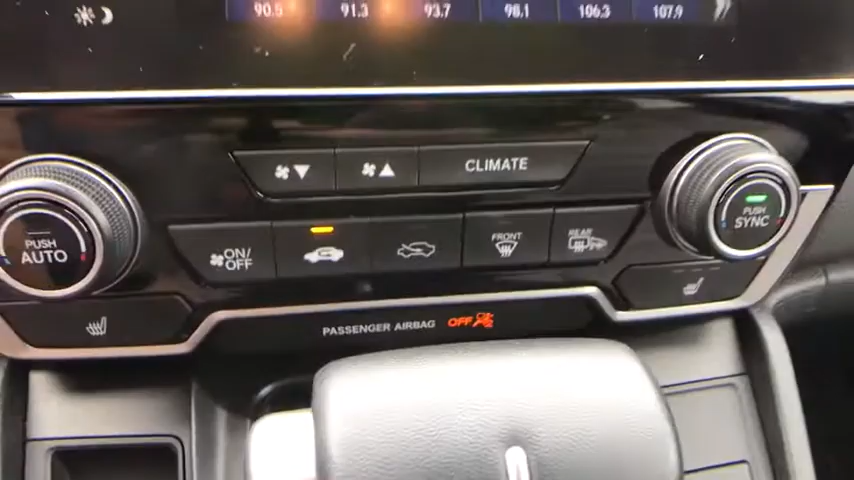 90.5 91.3 93.7 98.1 106.3 107.9
CLIMATE
PUSH
AUTO
ON/
OFF
FRONT
REAR
PUSH
SYNC
PASSENGER AIRBAG OFF